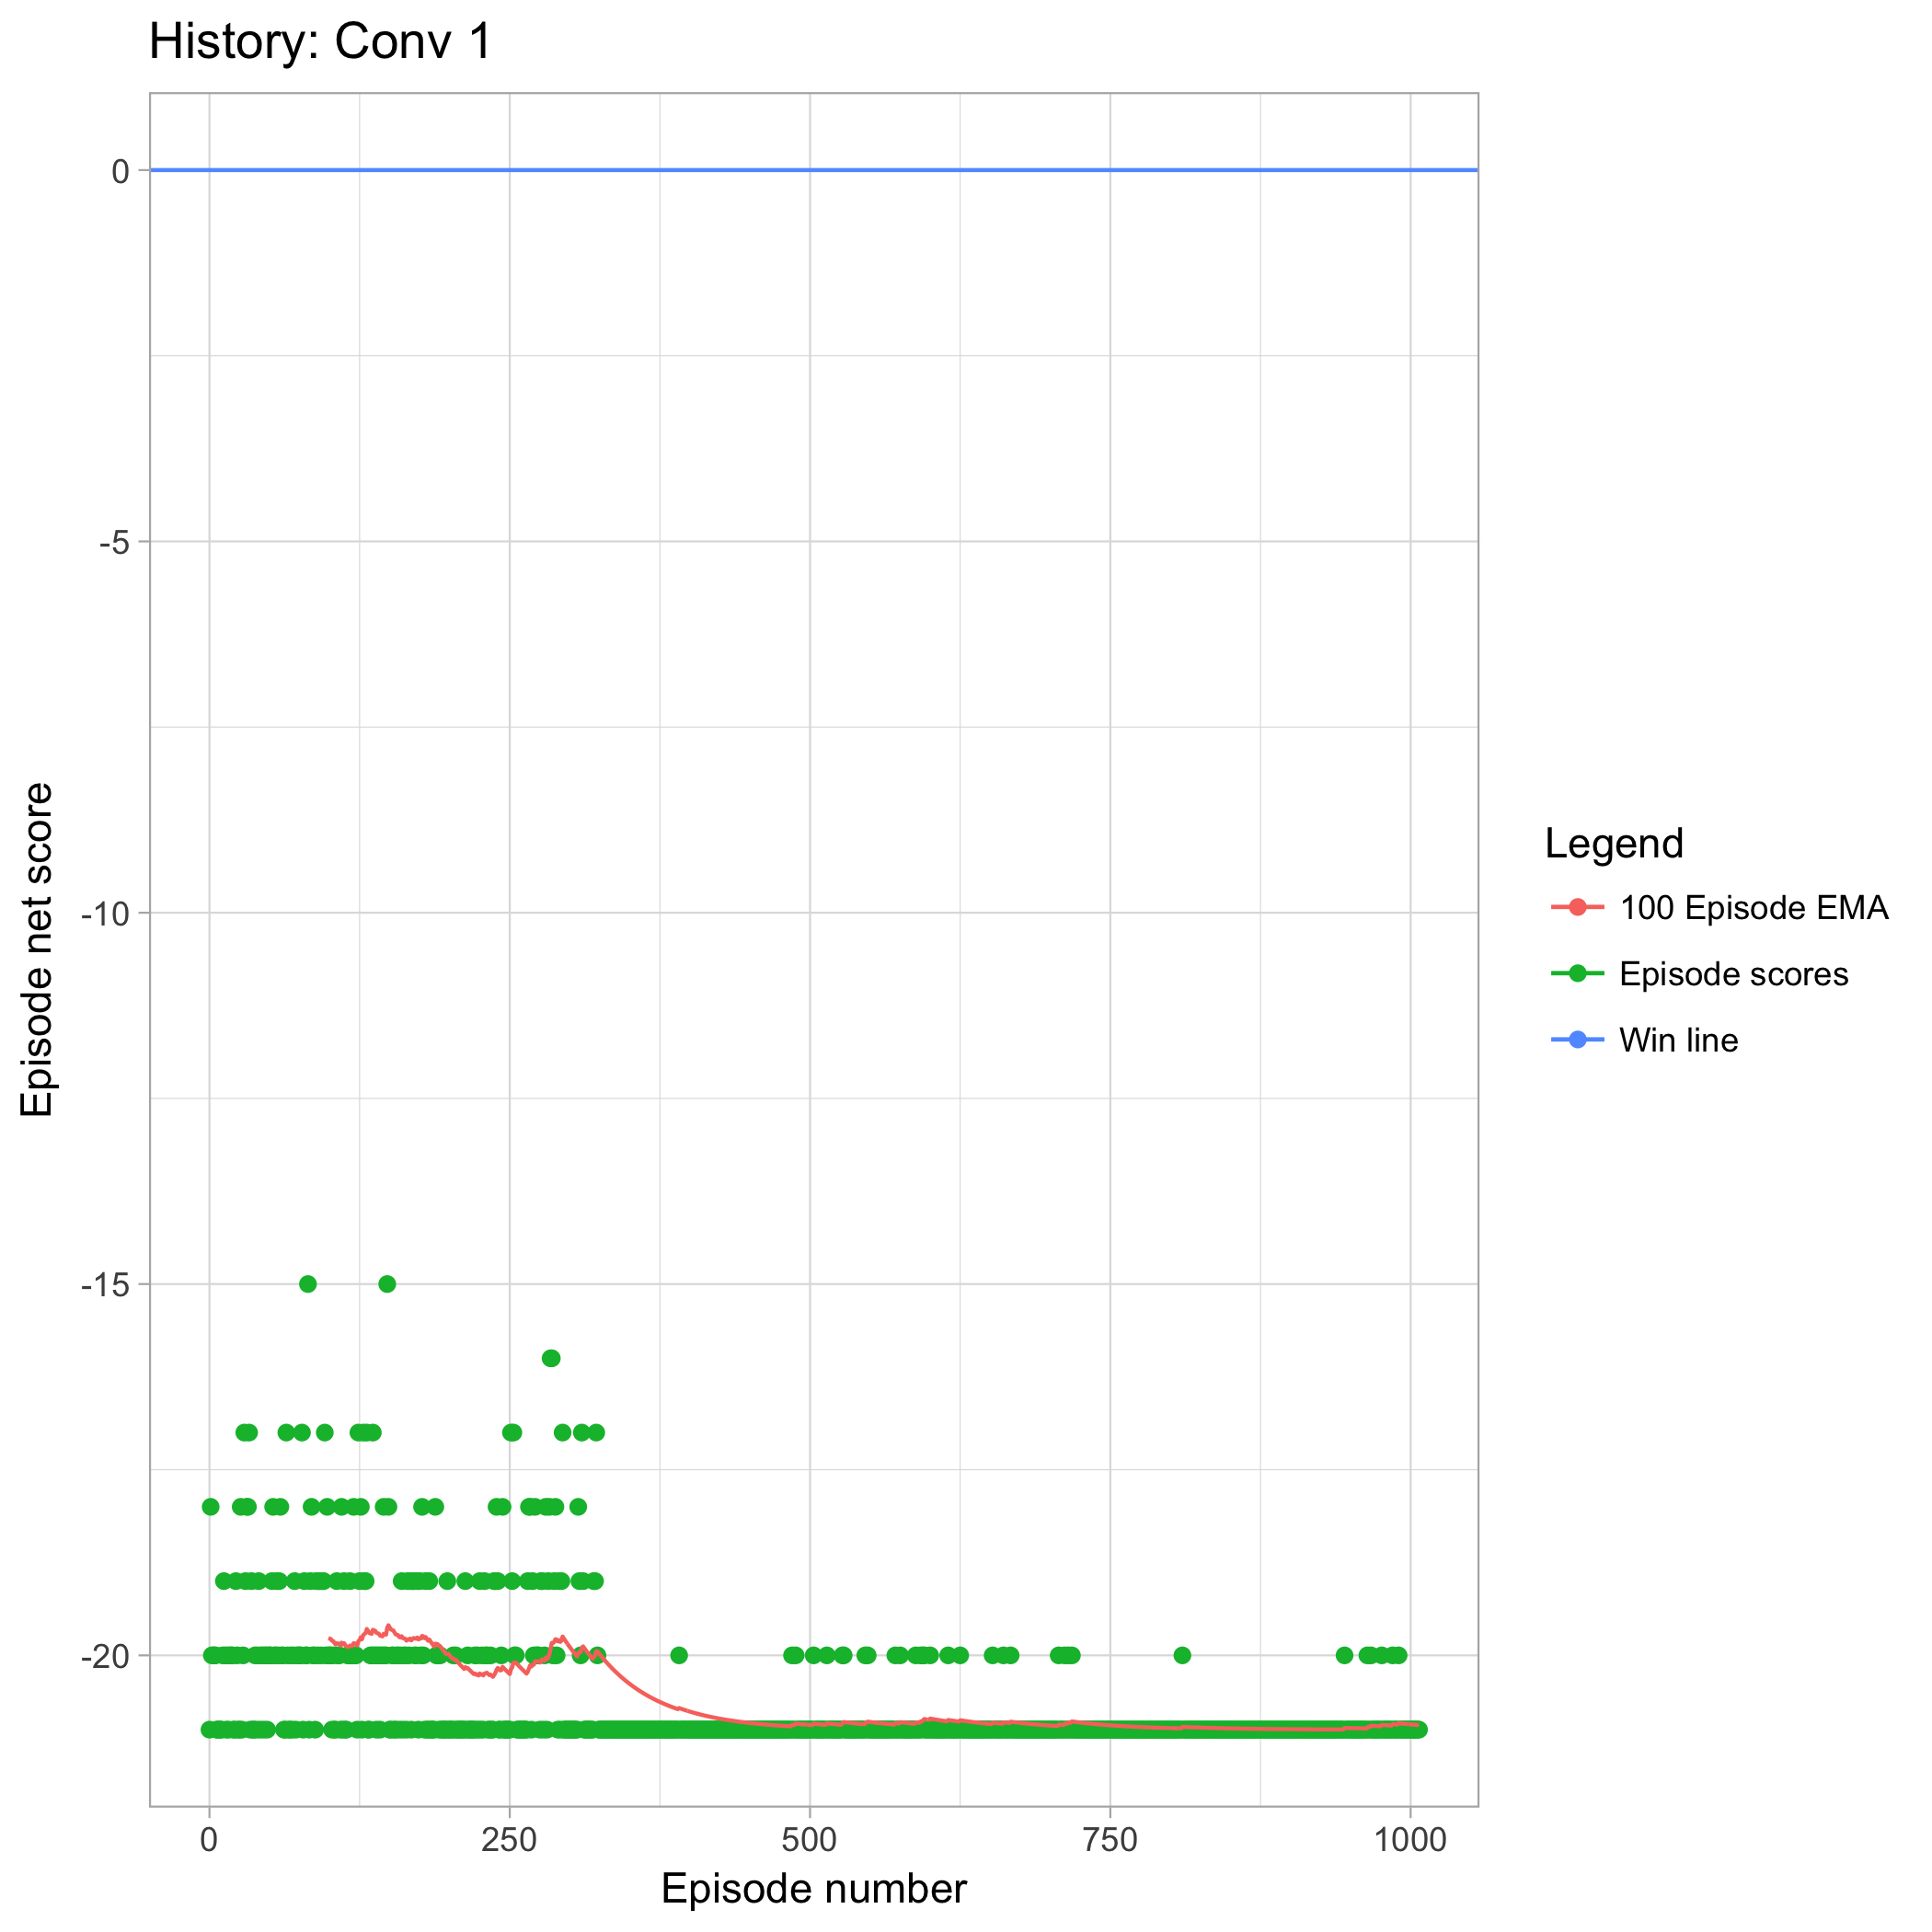 History: Conv 1
0
-5
-10
-15
-20
Episode net score
0 250 500 750 1000
Episode number
Legend
100 Episode EMA
Episode scores
Win line